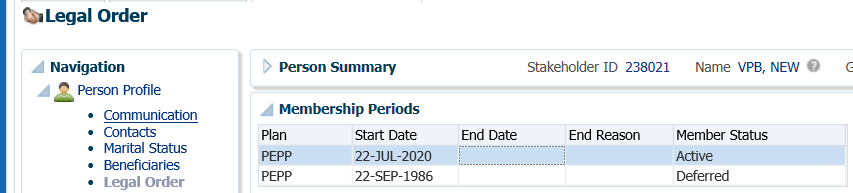 Legal Order
Navigation
Person Profile
Communication
Contacts
Marital Status
Beneficiaries
Legal Order
Person Summary Stakeholder ID 238021 Name VPB, NEW
Membership Periods
Plan Start Date End Date End Reason Member Status
PEPP 22-JUL-2020 Active
PEPP 22-SEP-1986 Deferred